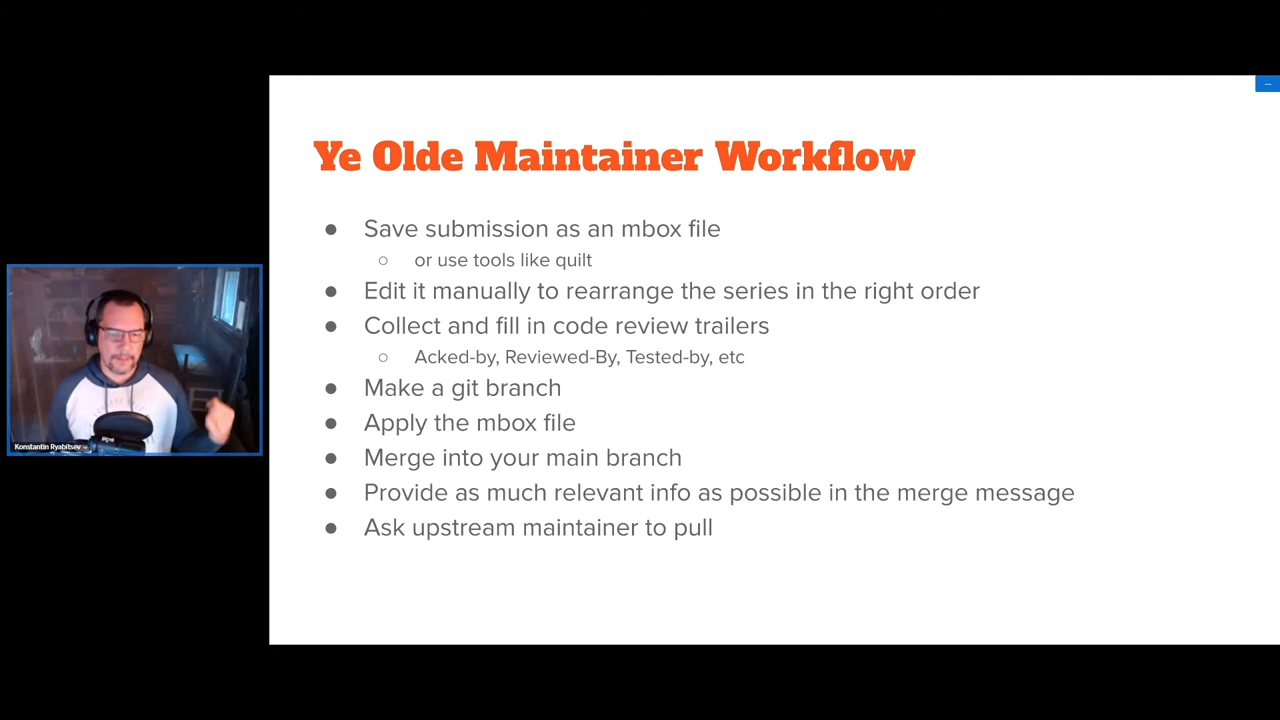 Ye Olde Maintainer Workflow
● Save submission as an mbox file
○ or use tools like quilt
● Edit it manually to rearrange the series in the right order
● Collect and fill in code review trailers
○ Acked-by, Reviewed-By, Tested-by, etc
● Make a git branch
● Apply the mbox file
● Merge into your main branch
● Provide as much relevant info as possible in the merge message
● Ask upstream maintainer to pull
Konstantin Ryabitsev